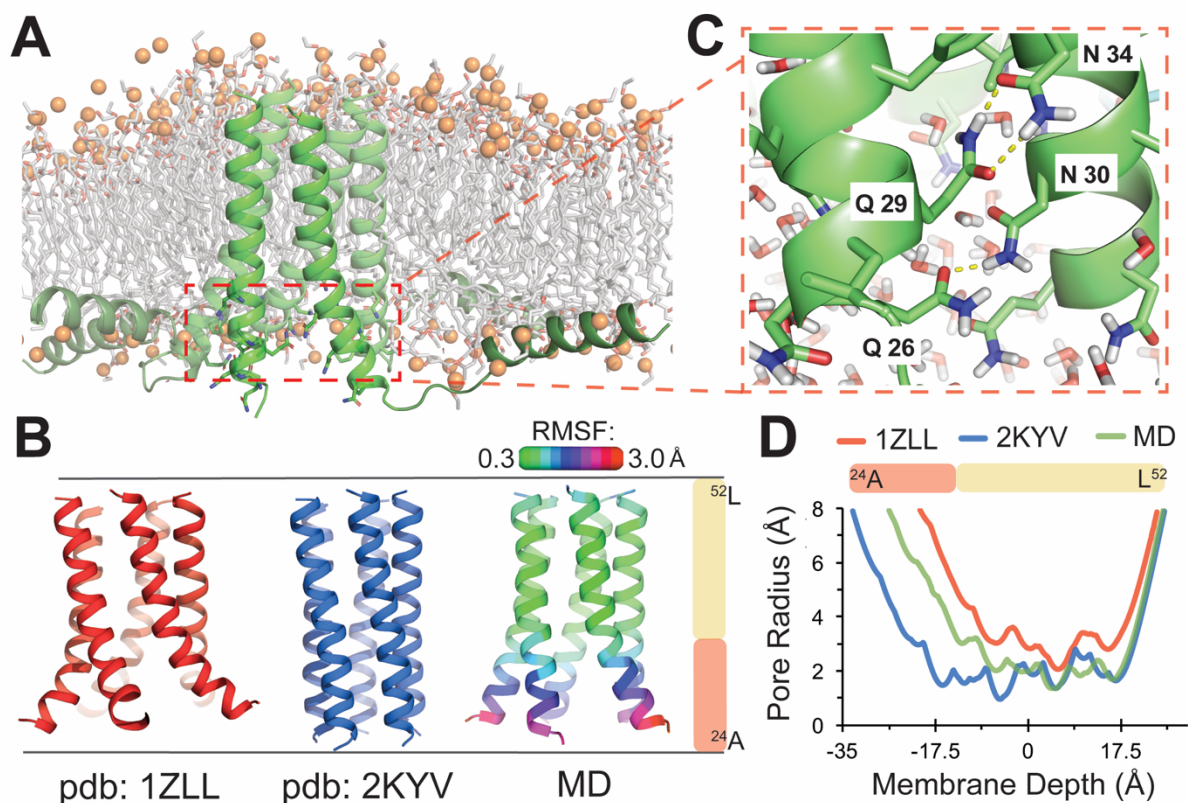 A
C
N 34
N 30
Q 29
Q 26
B
RMSF:
0.3 3.0 Å
52L
24A
pdb: 1ZLL pdb: 2KYV MD
D
1ZLL 2KYV MD
24A L52
Pore Radius (Å)
8
6
4
2
0
-35 -17.5 0 17.5
Membrane Depth (Å)